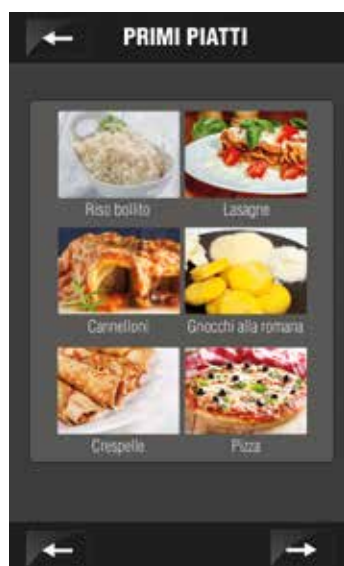 PRIMI PIATTI
Riso bollito
Lasagne
Cannelloni
Gnocchi alla romana
Crespelle
Pizza